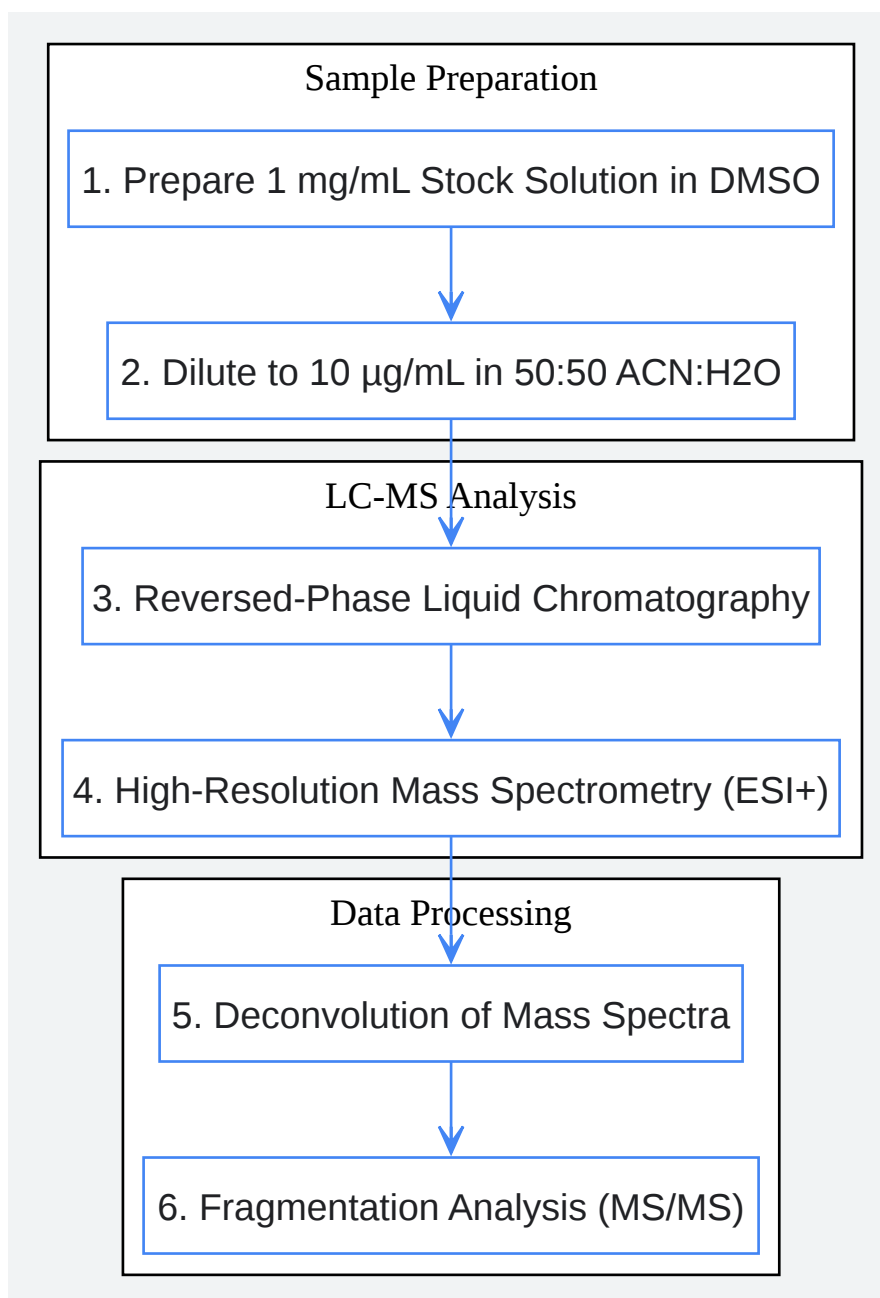 Sample Preparation
1. Prepare 1 mg/mL Stock Solution in DMSO
2. Dilute to 10 µg/mL in 50:50 ACN:H2O
LC-MS Analysis
3. Reversed-Phase Liquid Chromatography
4. High-Resolution Mass Spectrometry (ESI+)
Data Processing
5. Deconvolution of Mass Spectra
6. Fragmentation Analysis (MS/MS)